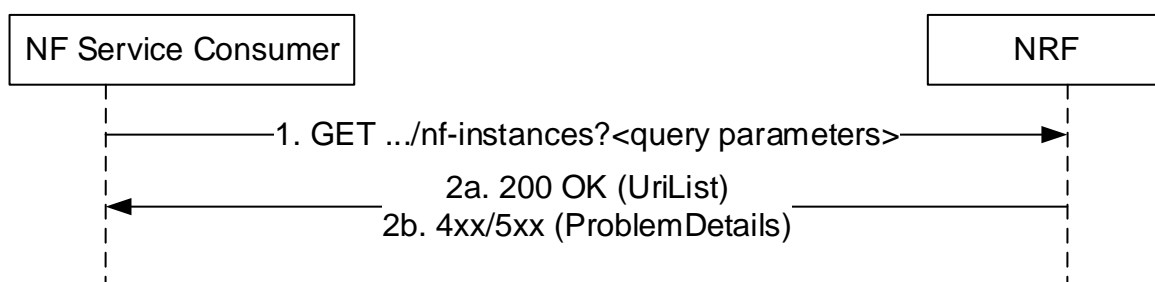 NF Service Consumer
NRF
1. GET .../nf-instances?<query parameters>
2a. 200 OK (UriList)
2b. 4xx/5xx (ProblemDetails)